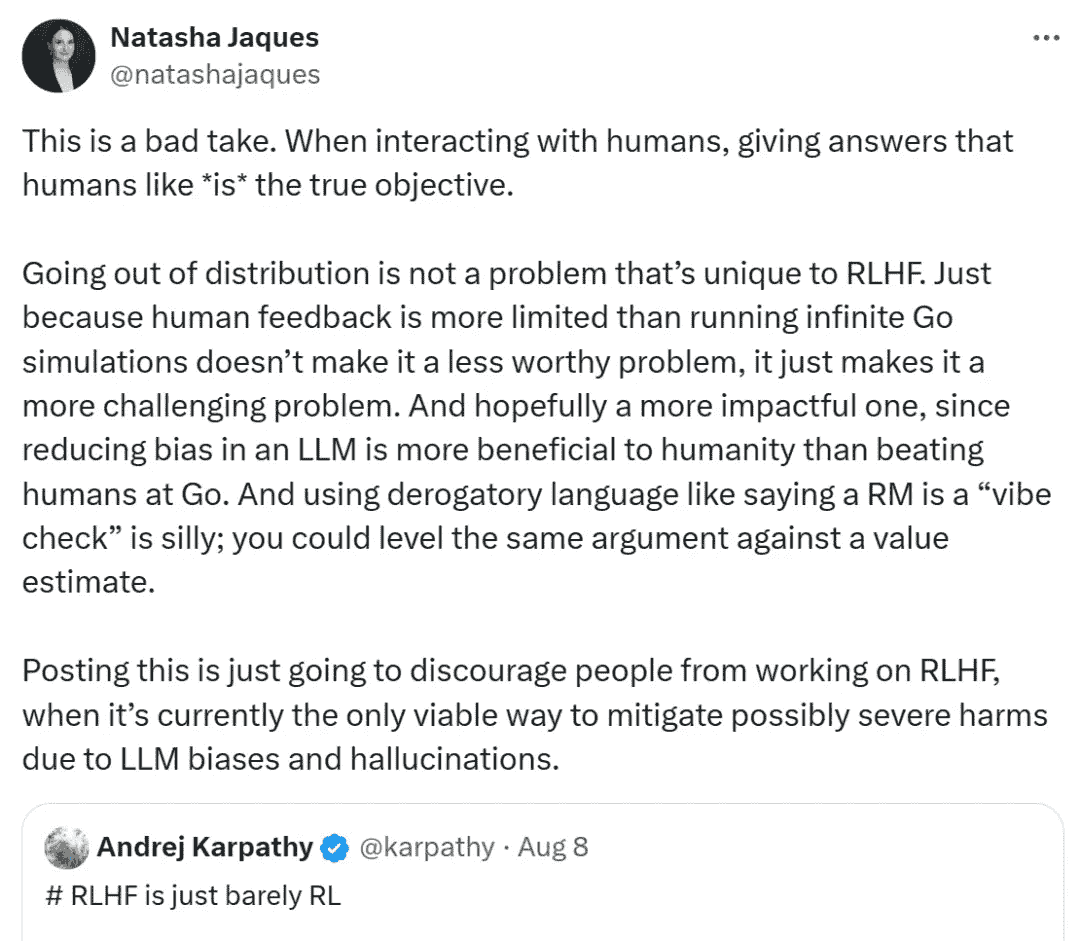 Natasha Jaques
@natashajaques
This is a bad take. When interacting with humans, giving answers that
humans like *is* the true objective.
Going out of distribution is not a problem that’s unique to RLHF. Just
because human feedback is more limited than running infinite Go
simulations doesn’t make it a less worthy problem, it just makes it a
more challenging problem. And hopefully a more impactful one, since
reducing bias in an LLM is more beneficial to humanity than beating
humans at Go. And using derogatory language like saying a RM is a “vibe
check” is silly; you could level the same argument against a value
estimate.
Posting this is just going to discourage people from working on RLHF,
when it’s currently the only viable way to mitigate possibly severe harms
due to LLM biases and hallucinations.
Andrej Karpathy @karpathy · Aug 8
# RLHF is just barely RL